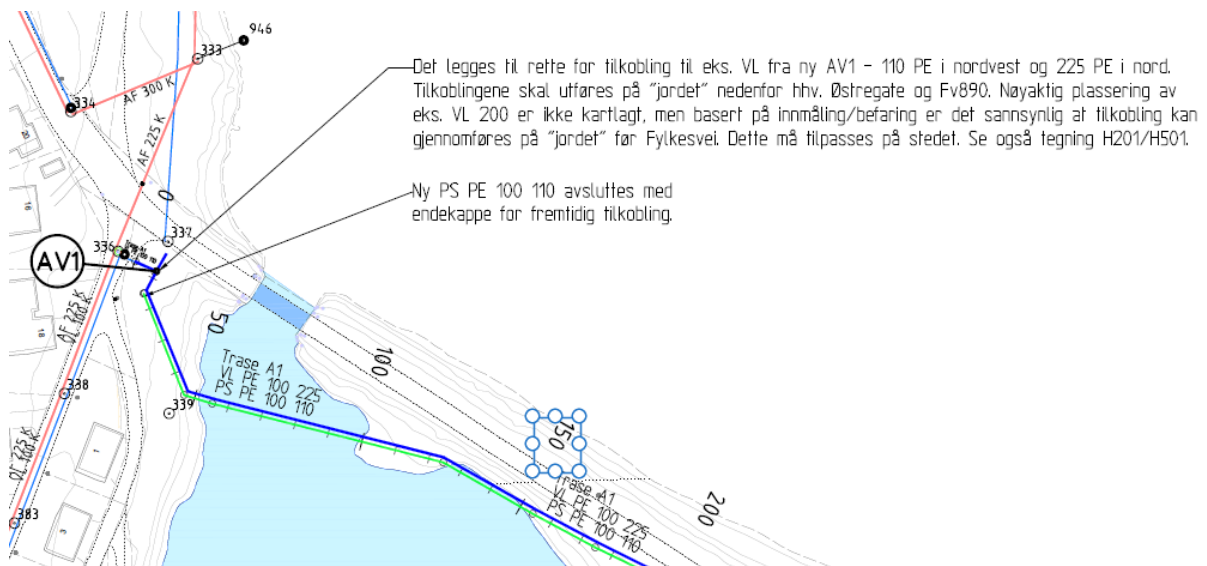 946
333
Det legges til rette for tilkobling til eks. VL fra ny AV1 - 110 PE i nordvest og 225 PE i nord.
Tilkoblingene skal utføres på "jordet" nedenfor hhv. Østregate og Fv890. Nøyaktig plassering av
eks. VL 200 er ikke kartlagt, men basert på innmåling/befaring er det sannsynlig at tilkobling kan
gjennomføres på "jordet" før Fylkesvei. Dette må tilpasses på stedet. Se også tegning H201/H501.
334
AF 300 K
20
AF 225 K
Ny PS PE 100 110 avsluttes med
endekappe for fremtidig tilkobling.
16
0
337
336
AV1
AF 225 K
18
50
100
Trase A1
VL PE 100 225
PS PE 100 110
338
339
150
1
Trase A1
VL PE 100 225
PS PE 100 110
200
383
3